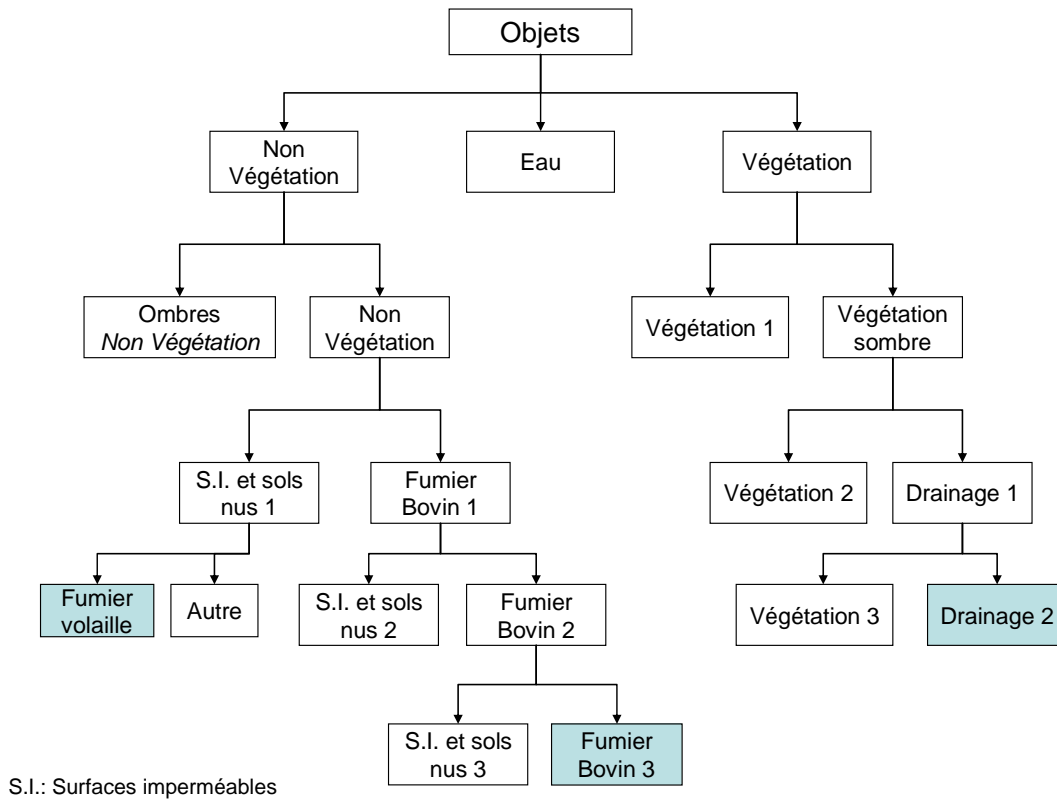 Objets
Non
Végétation
Eau
Végétation
Ombres
Non Végétation
Non
Végétation
Végétation 1
Végétation
sombre
S.I. et sols
nus 1
Fumier
Bovin 1
Végétation 2
Drainage 1
Fumier
volaille
Autre
S.I. et sols
nus 2
Fumier
Bovin 2
Végétation 3
Drainage 2
S.I. et sols
nus 3
Fumier
Bovin 3
S.I.: Surfaces imperméables